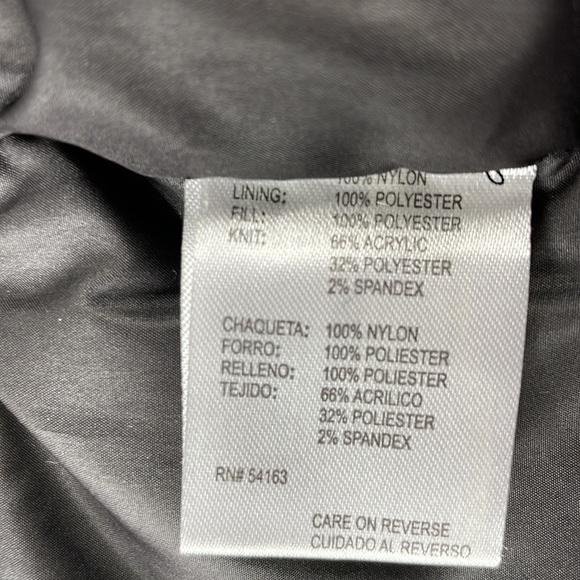 100% NYLON
LINING: 100% POLYESTER
FILL: 100% POLYESTER
KNIT: 66% ACRYLIC
32% POLYESTER
2% SPANDEX
CHAQUETA: 100% NYLON
FORRO: 100% POLIESTER
RELLENO: 100% POLIESTER
TEJIDO: 66% ACRILICO
32% POLIESTER
2% SPANDEX
RN# 54163
CARE ON REVERSE
CUIDADO AL REVERSO